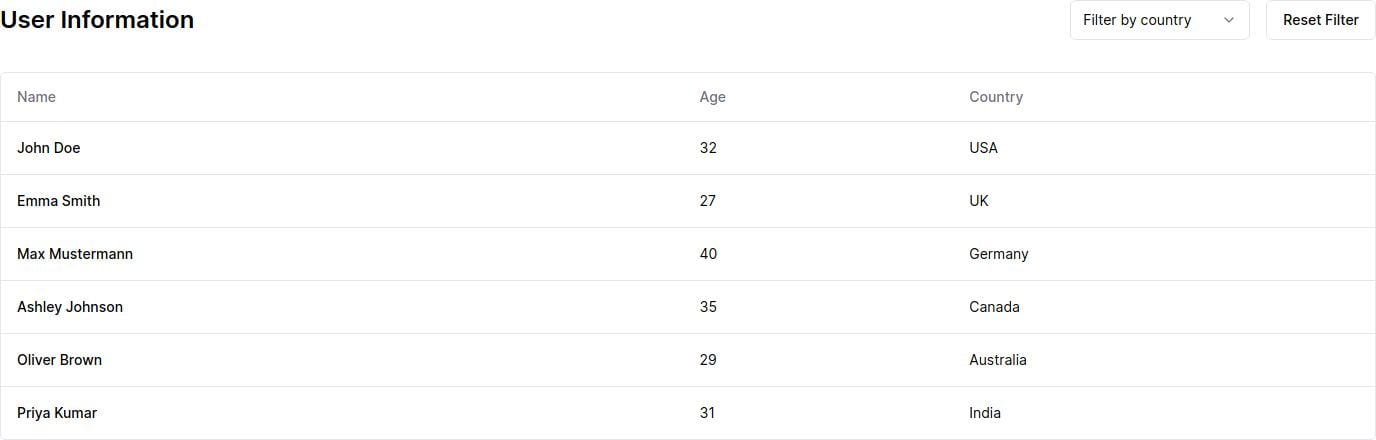 User Information
Filter by country
Reset Filter
Name Age Country
John Doe 32 USA
Emma Smith 27 UK
Max Mustermann 40 Germany
Ashley Johnson 35 Canada
Oliver Brown 29 Australia
Priya Kumar 31 India